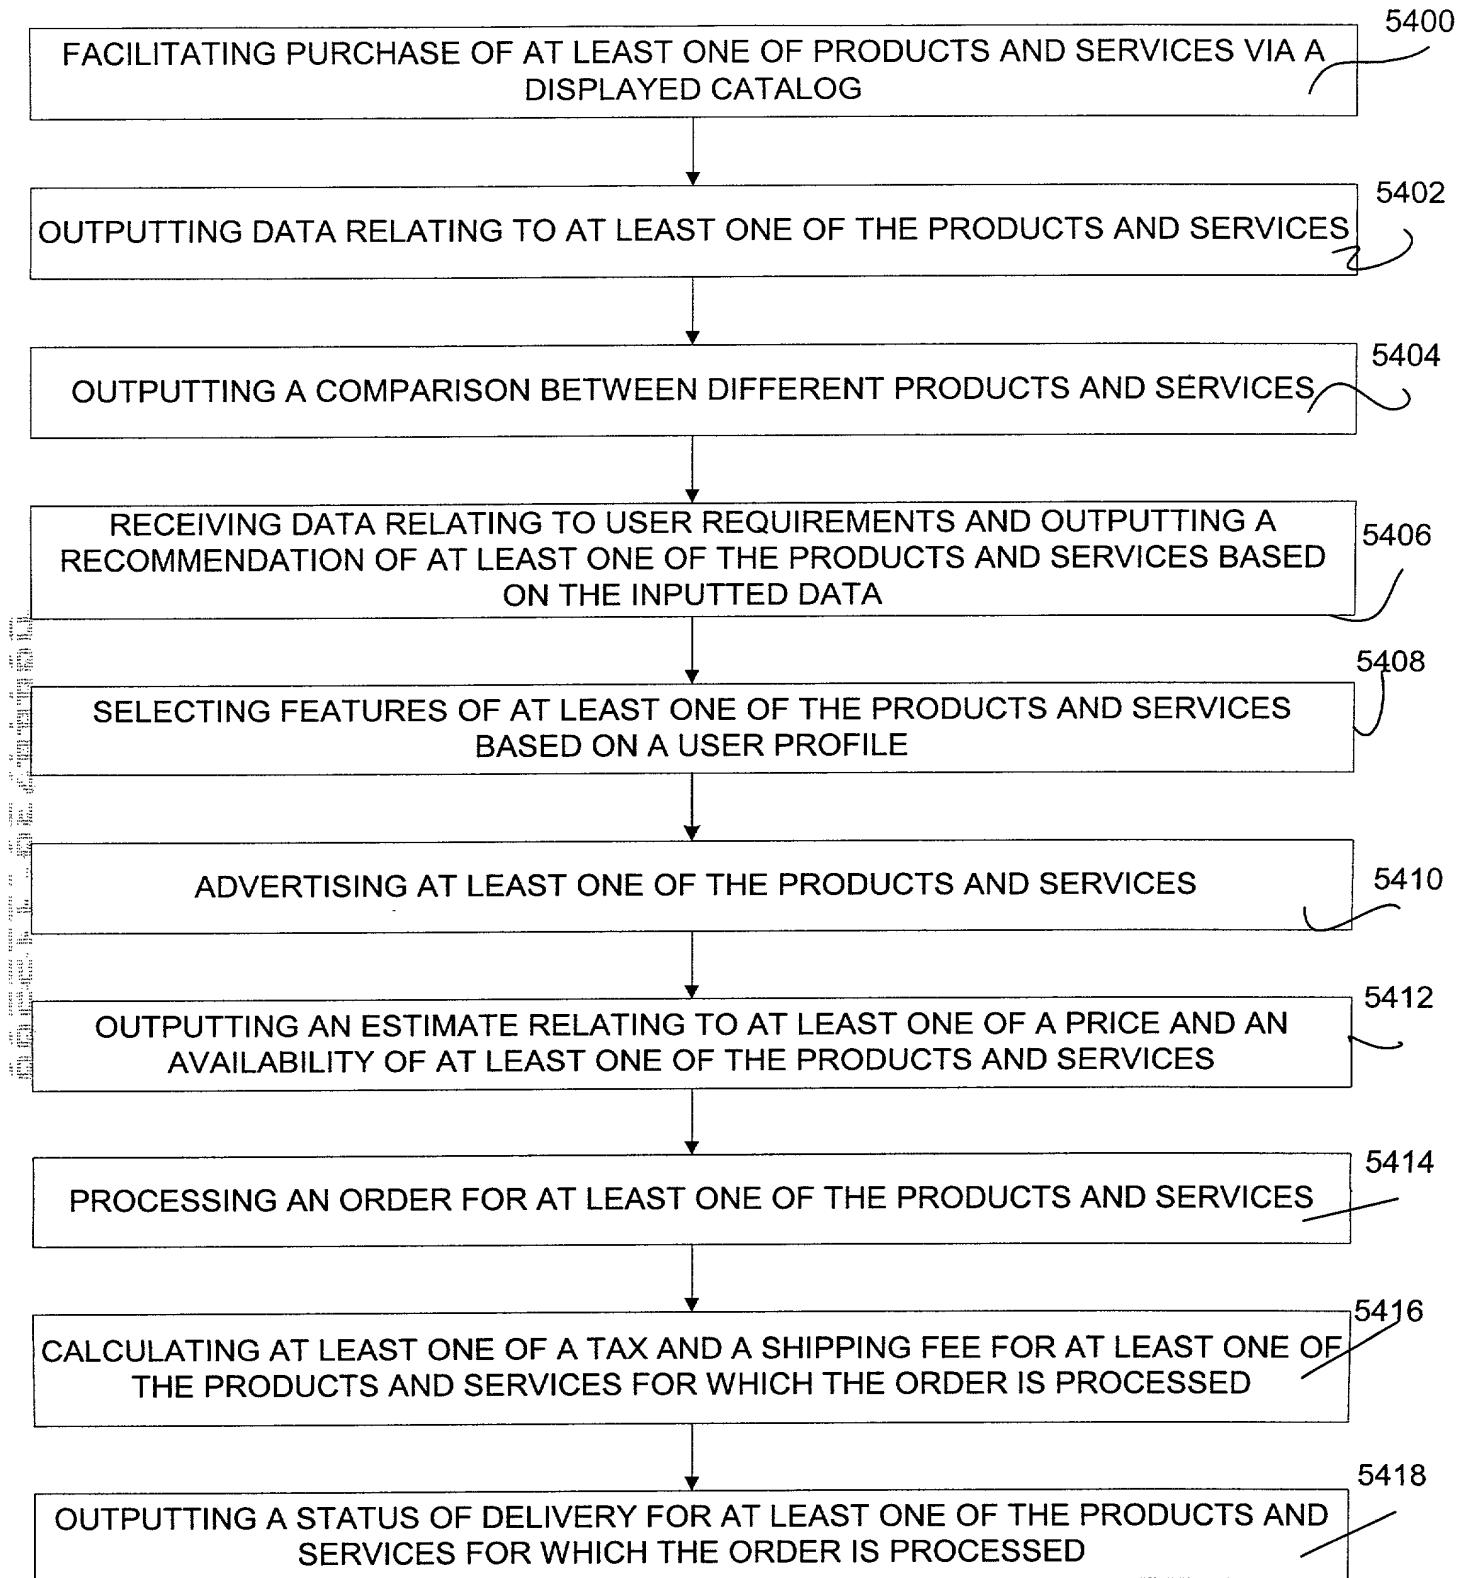 5400
FACILITATING PURCHASE OF AT LEAST ONE OF PRODUCTS AND SERVICES VIA A
DISPLAYED CATALOG
5402
OUTPUTTING DATA RELATING TO AT LEAST ONE OF THE PRODUCTS AND SERVICES
5404
OUTPUTTING A COMPARISON BETWEEN DIFFERENT PRODUCTS AND SERVICES
RECEIVING DATA RELATING TO USER REQUIREMENTS AND OUTPUTTING A
5406
RECOMMENDATION OF AT LEAST ONE OF THE PRODUCTS AND SERVICES BASED
ON THE INPUTTED DATA
5408
SELECTING FEATURES OF AT LEAST ONE OF THE PRODUCTS AND SERVICES
BASED ON A USER PROFILE
5410
ADVERTISING AT LEAST ONE OF THE PRODUCTS AND SERVICES
5412
OUTPUTTING AN ESTIMATE RELATING TO AT LEAST ONE OF A PRICE AND AN
AVAILABILITY OF AT LEAST ONE OF THE PRODUCTS AND SERVICES
5414
PROCESSING AN ORDER FOR AT LEAST ONE OF THE PRODUCTS AND SERVICES
5416
CALCULATING AT LEAST ONE OF A TAX AND A SHIPPING FEE FOR AT LEAST ONE OF
THE PRODUCTS AND SERVICES FOR WHICH THE ORDER IS PROCESSED
5418
OUTPUTTING A STATUS OF DELIVERY FOR AT LEAST ONE OF THE PRODUCTS AND
SERVICES FOR WHICH THE ORDER IS PROCESSED